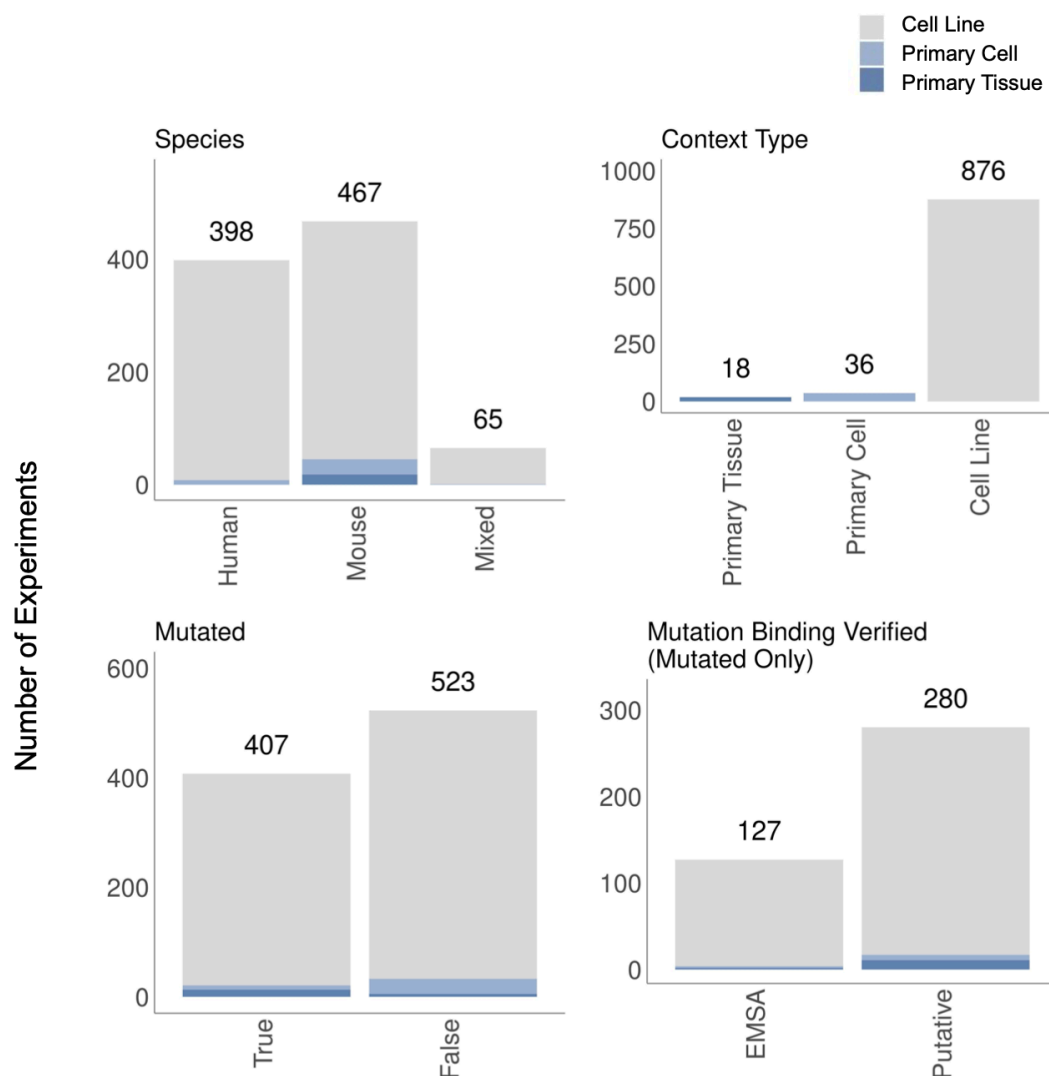 Cell Line
Primary Cell
Primary Tissue
Number of Experiments
Species
398
467
65
400
200
0
Human
Mouse
Mixed
Context Type
1000
750
500
250
0
18
36
876
Primary Tissue
Primary Cell
Cell Line
Mutated
600
400
200
0
407
523
True
False
Mutation Binding Verified
(Mutated Only)
300
200
100
0
127
280
EMSA
Putative